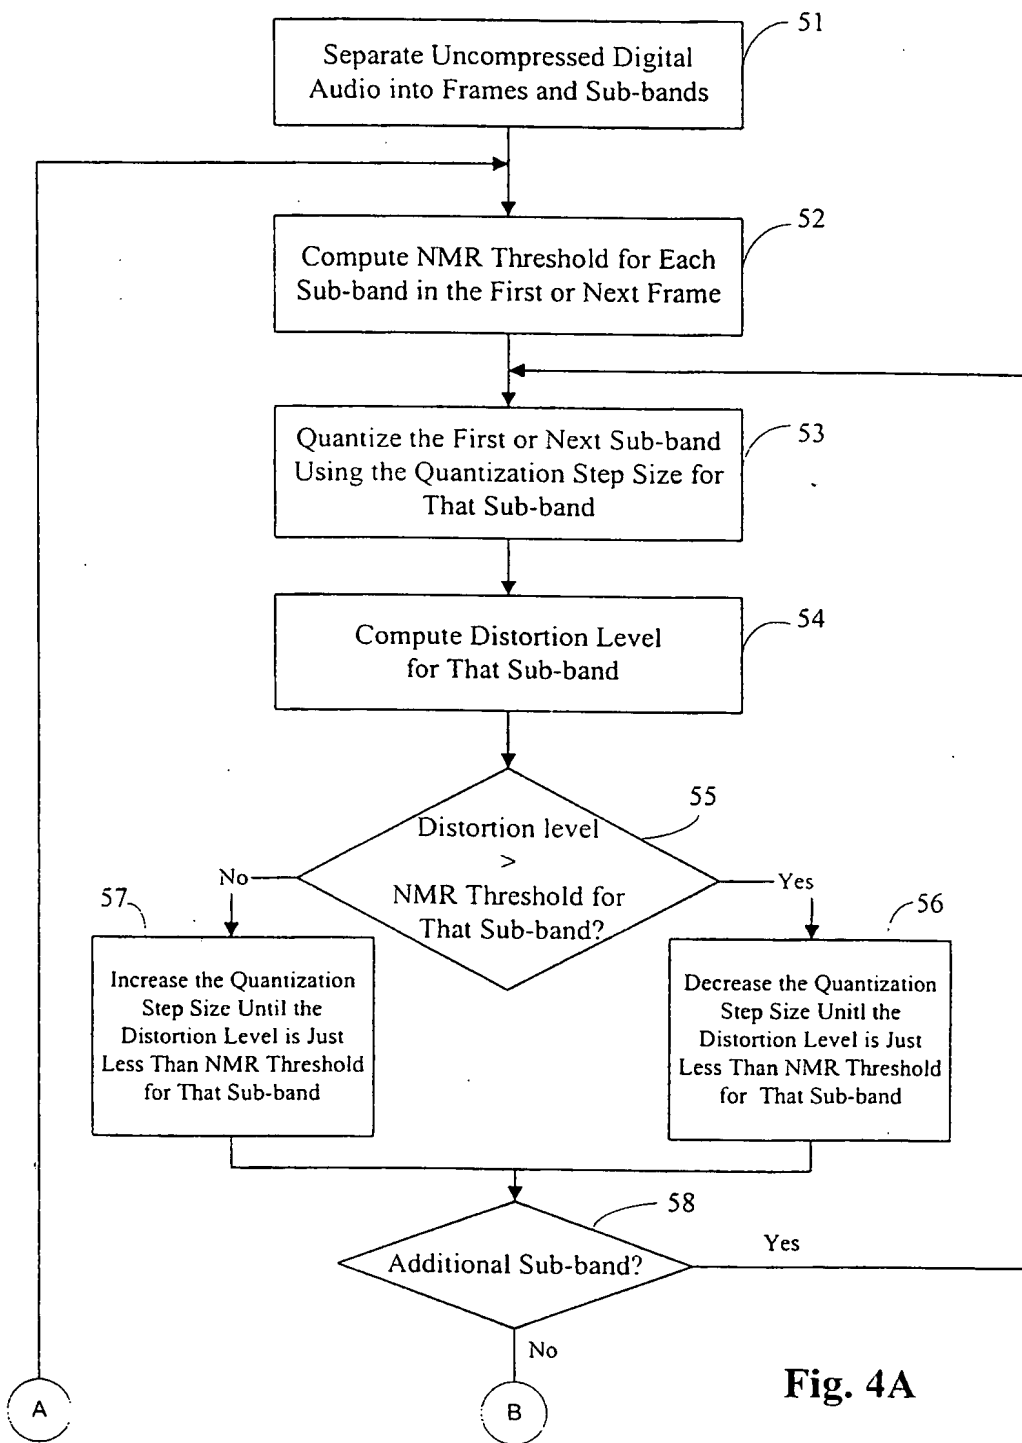 51
Separate Uncompressed Digital
Audio into Frames and Sub-bands
52
Compute NMR Threshold for Each
Sub-band in the First or Next Frame
53
Quantize the First or Next Sub-band
Using the Quantization Step Size for
That Sub-band
54
Compute Distortion Level
for That Sub-band
55
Distortion level
>
NMR Threshold for
That Sub-band?
No
Yes
57
Increase the Quantization
Step Size Until the
Distortion Level is Just
Less Than NMR Threshold
for That Sub-band
56
Decrease the Quantization
Step Size Unitl the
Distortion Level is Just
Less Than NMR Threshold
for That Sub-band
58
Additional Sub-band?
Yes
No
A
B
Fig. 4A